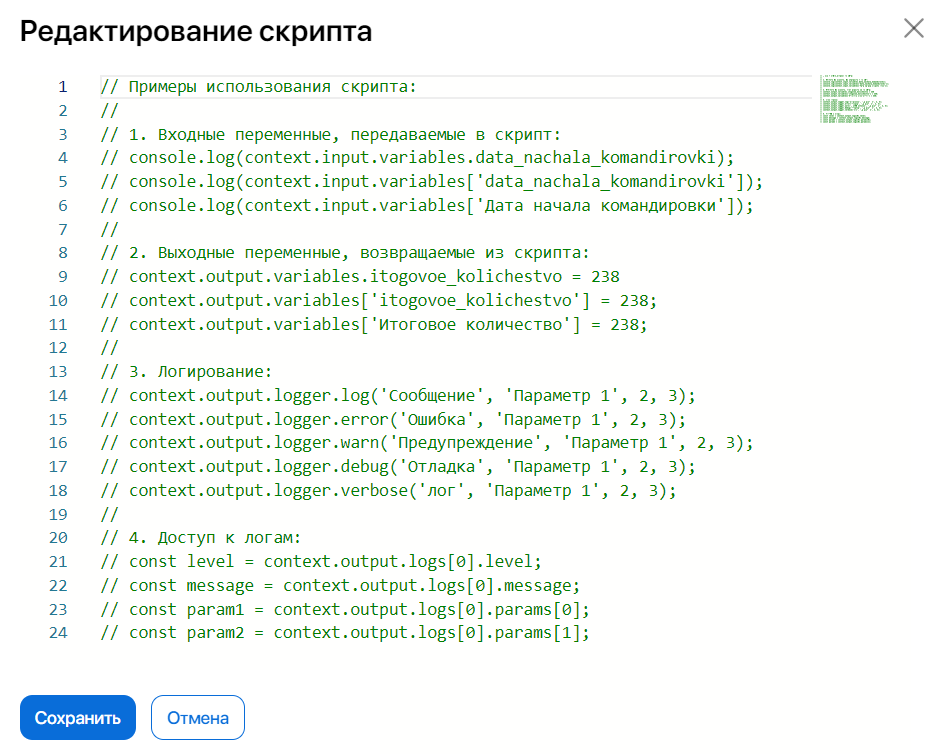 Редактирование скрипта
1 // Примеры использования скрипта:
2 //
3 // 1. Входные переменные, передаваемые в скрипт:
4 // console.log(context.input.variables.data_nachala_komandirovki);
5 // console.log(context.input.variables['data_nachala_komandirovki']);
6 // console.log(context.input.variables['Дата начала командировки']);
7 //
8 // 2. Выходные переменные, возвращаемые из скрипта:
9 // context.output.variables.itogovoe_kolichestvo = 238
10 // context.output.variables['itogovoe_kolichestvo'] = 238;
11 // context.output.variables['Итоговое количество'] = 238;
12 //
13 // 3. Логирование:
14 // context.output.logger.log('Сообщение', 'Параметр 1', 2, 3);
15 // context.output.logger.error('Ошибка', 'Параметр 1', 2, 3);
16 // context.output.logger.warn('Предупреждение', 'Параметр 1', 2, 3);
17 // context.output.logger.debug('Отладка', 'Параметр 1', 2, 3);
18 // context.output.logger.verbose('лог', 'Параметр 1', 2, 3);
19 //
20 // 4. Доступ к логам:
21 // const level = context.output.logs[0].level;
22 // const message = context.output.logs[0].message;
23 // const param1 = context.output.logs[0].params[0];
24 // const param2 = context.output.logs[0].params[1];
Сохранить Отмена